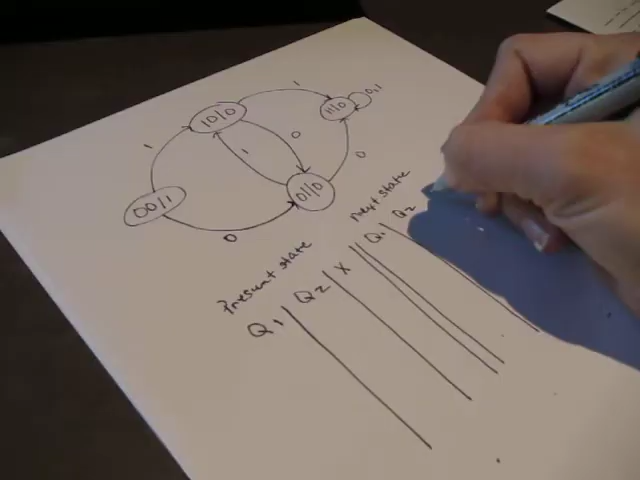 1
10/0
11/0
0,1
1
1
0
0
00/1
01/0
0
Present state
next state
Q1
Q2
X
Q1
Q2